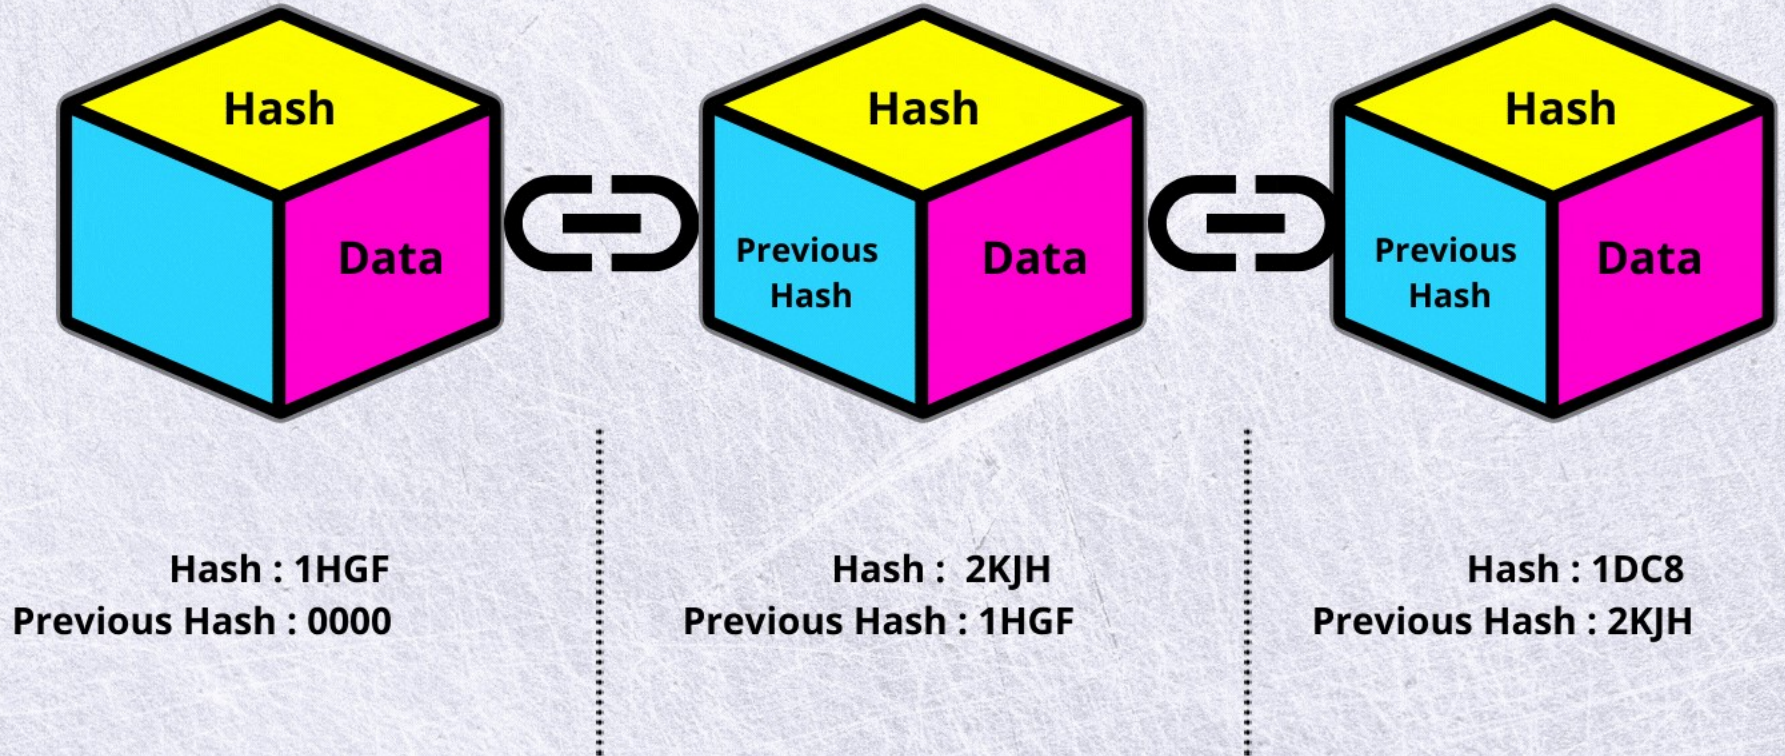 Hash
Data
Hash
Previous
Hash
Data
Hash
Previous
Hash
Data
Hash : 1HGF
Previous Hash : 0000
Hash :  2KJH
Previous Hash : 1HGF
Hash : 1DC8
Previous Hash : 2KJH